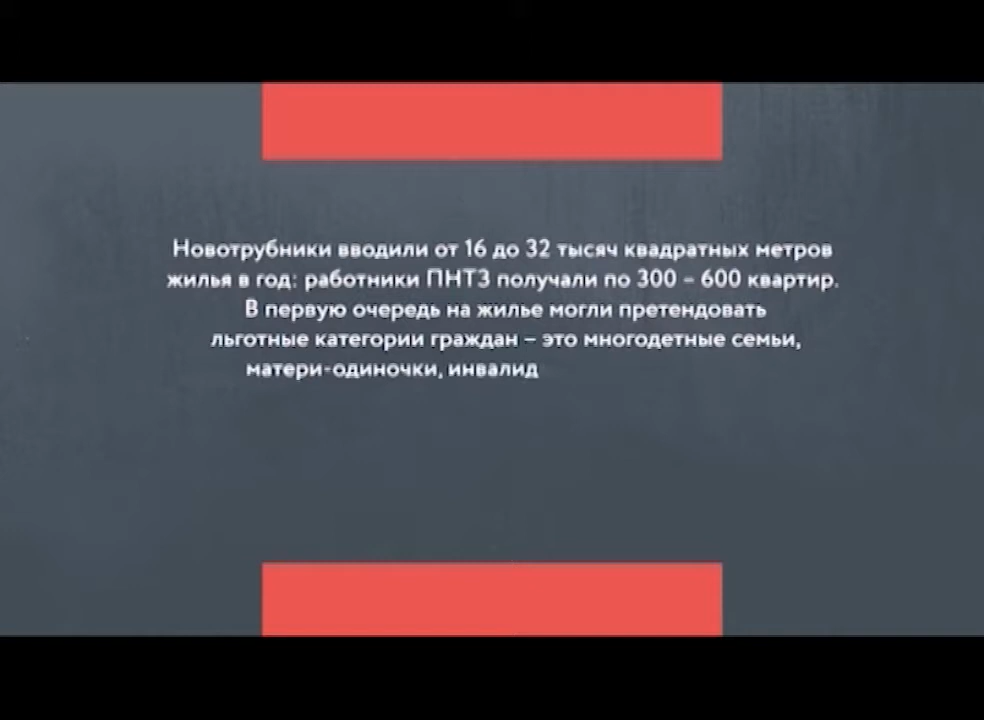 Новотрубники вводили от 16 до 32 тысяч квадратных метров
жилья в год: работники ПНТЗ получали по 300 – 600 квартир.
В первую очередь на жилье могли претендовать
льготные категории граждан – это многодетные семьи,
матери-одиночки, инвалид